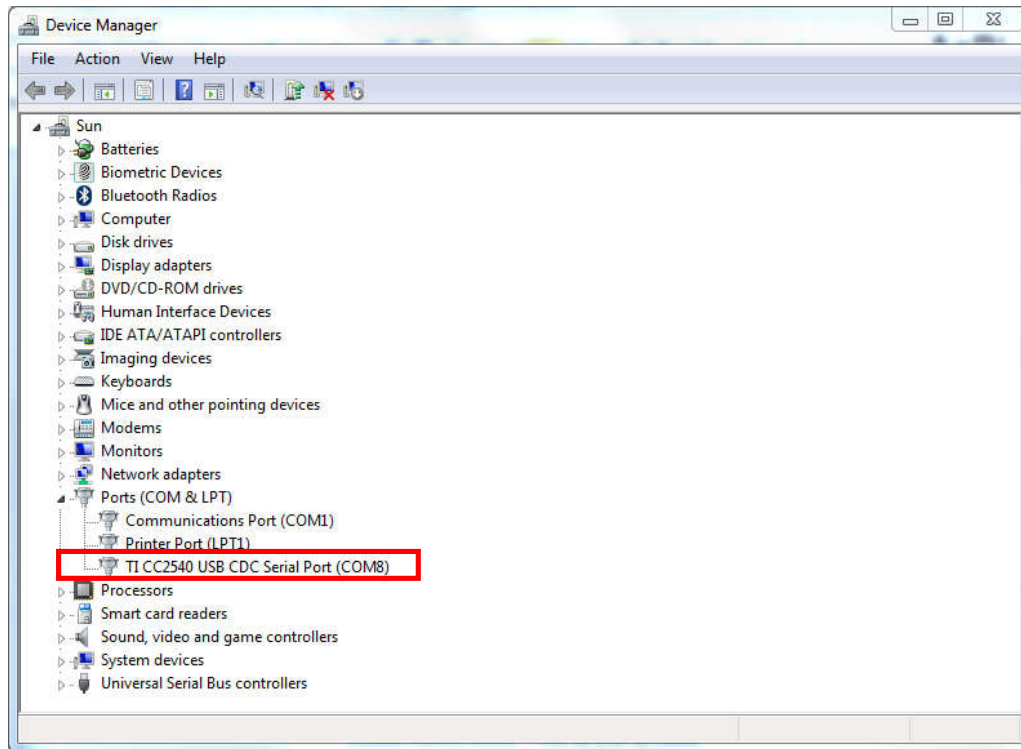 Device Manager
File Action View Help
Sun
Batteries
Biometric Devices
Bluetooth Radios
Computer
Disk drives
Display adapters
DVD/CD-ROM drives
Human Interface Devices
IDE ATA/ATAPI controllers
Imaging devices
Keyboards
Mice and other pointing devices
Modems
Monitors
Network adapters
Ports (COM & LPT)
Communications Port (COM1)
Printer Port (LPT1)
TI CC2540 USB CDC Serial Port (COM8)
Processors
Smart card readers
Sound, video and game controllers
System devices
Universal Serial Bus controllers